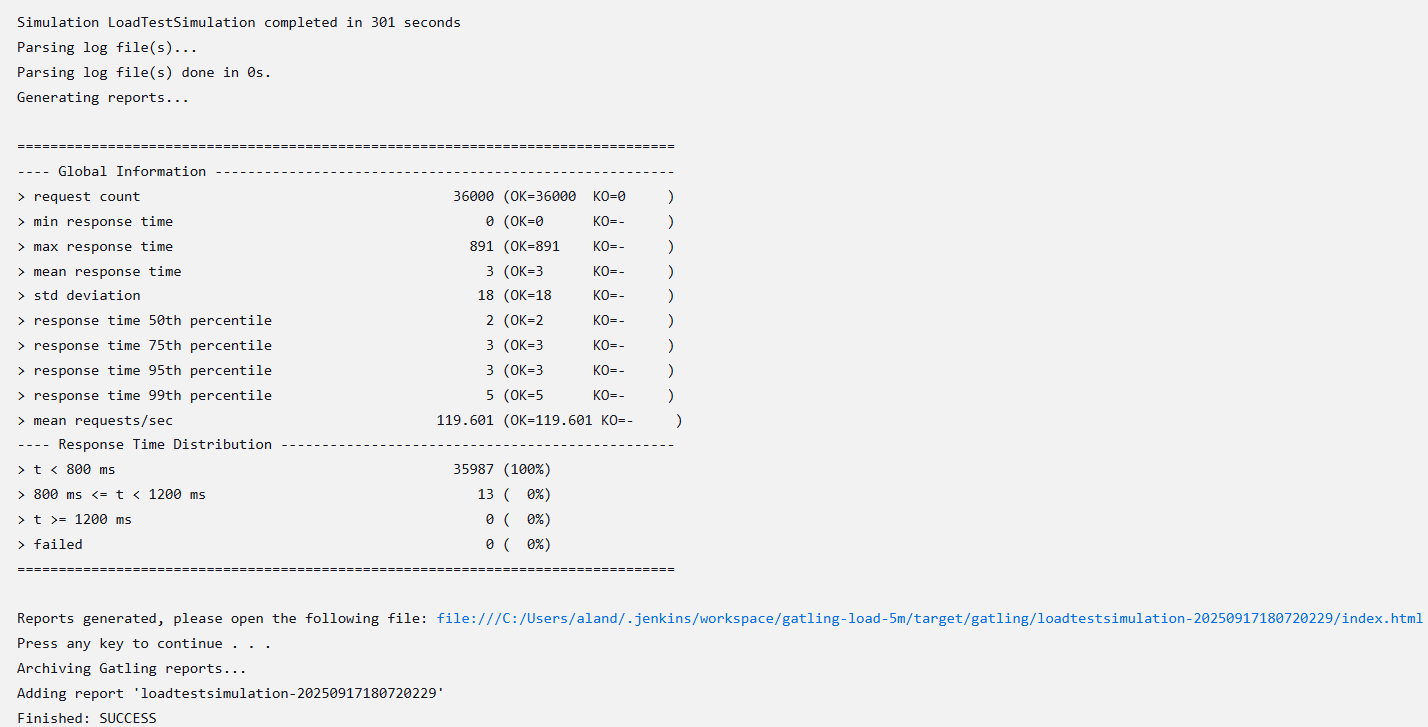 Simulation LoadTestSimulation completed in 301 seconds
Parsing log file(s)...
Parsing log file(s) done in 0s.
Generating reports...

================================================================================
---- Global Information --------------------------------------------------------
> request count                                      36000 (OK=36000  KO=0     )
> min response time                                      0 (OK=0      KO=-     )
> max response time                                    891 (OK=891    KO=-     )
> mean response time                                     3 (OK=3      KO=-     )
> std deviation                                         18 (OK=18     KO=-     )
> response time 50th percentile                          2 (OK=2      KO=-     )
> response time 75th percentile                          3 (OK=3      KO=-     )
> response time 95th percentile                          3 (OK=3      KO=-     )
> response time 99th percentile                          5 (OK=5      KO=-     )
> mean requests/sec                                119.601 (OK=119.601 KO=-     )
---- Response Time Distribution ------------------------------------------------
> t < 800 ms                                         35987 (100%)
> 800 ms <= t < 1200 ms                                 13 (  0%)
> t >= 1200 ms                                           0 (  0%)
> failed                                                 0 (  0%)
================================================================================

Reports generated, please open the following file: file:///C:/Users/aland/.jenkins/workspace/gatling-load-5m/target/gatling/loadtestsimulation-20250917180720229/index.html
Press any key to continue . . .
Archiving Gatling reports...
Adding report 'loadtestsimulation-20250917180720229'
Finished: SUCCESS